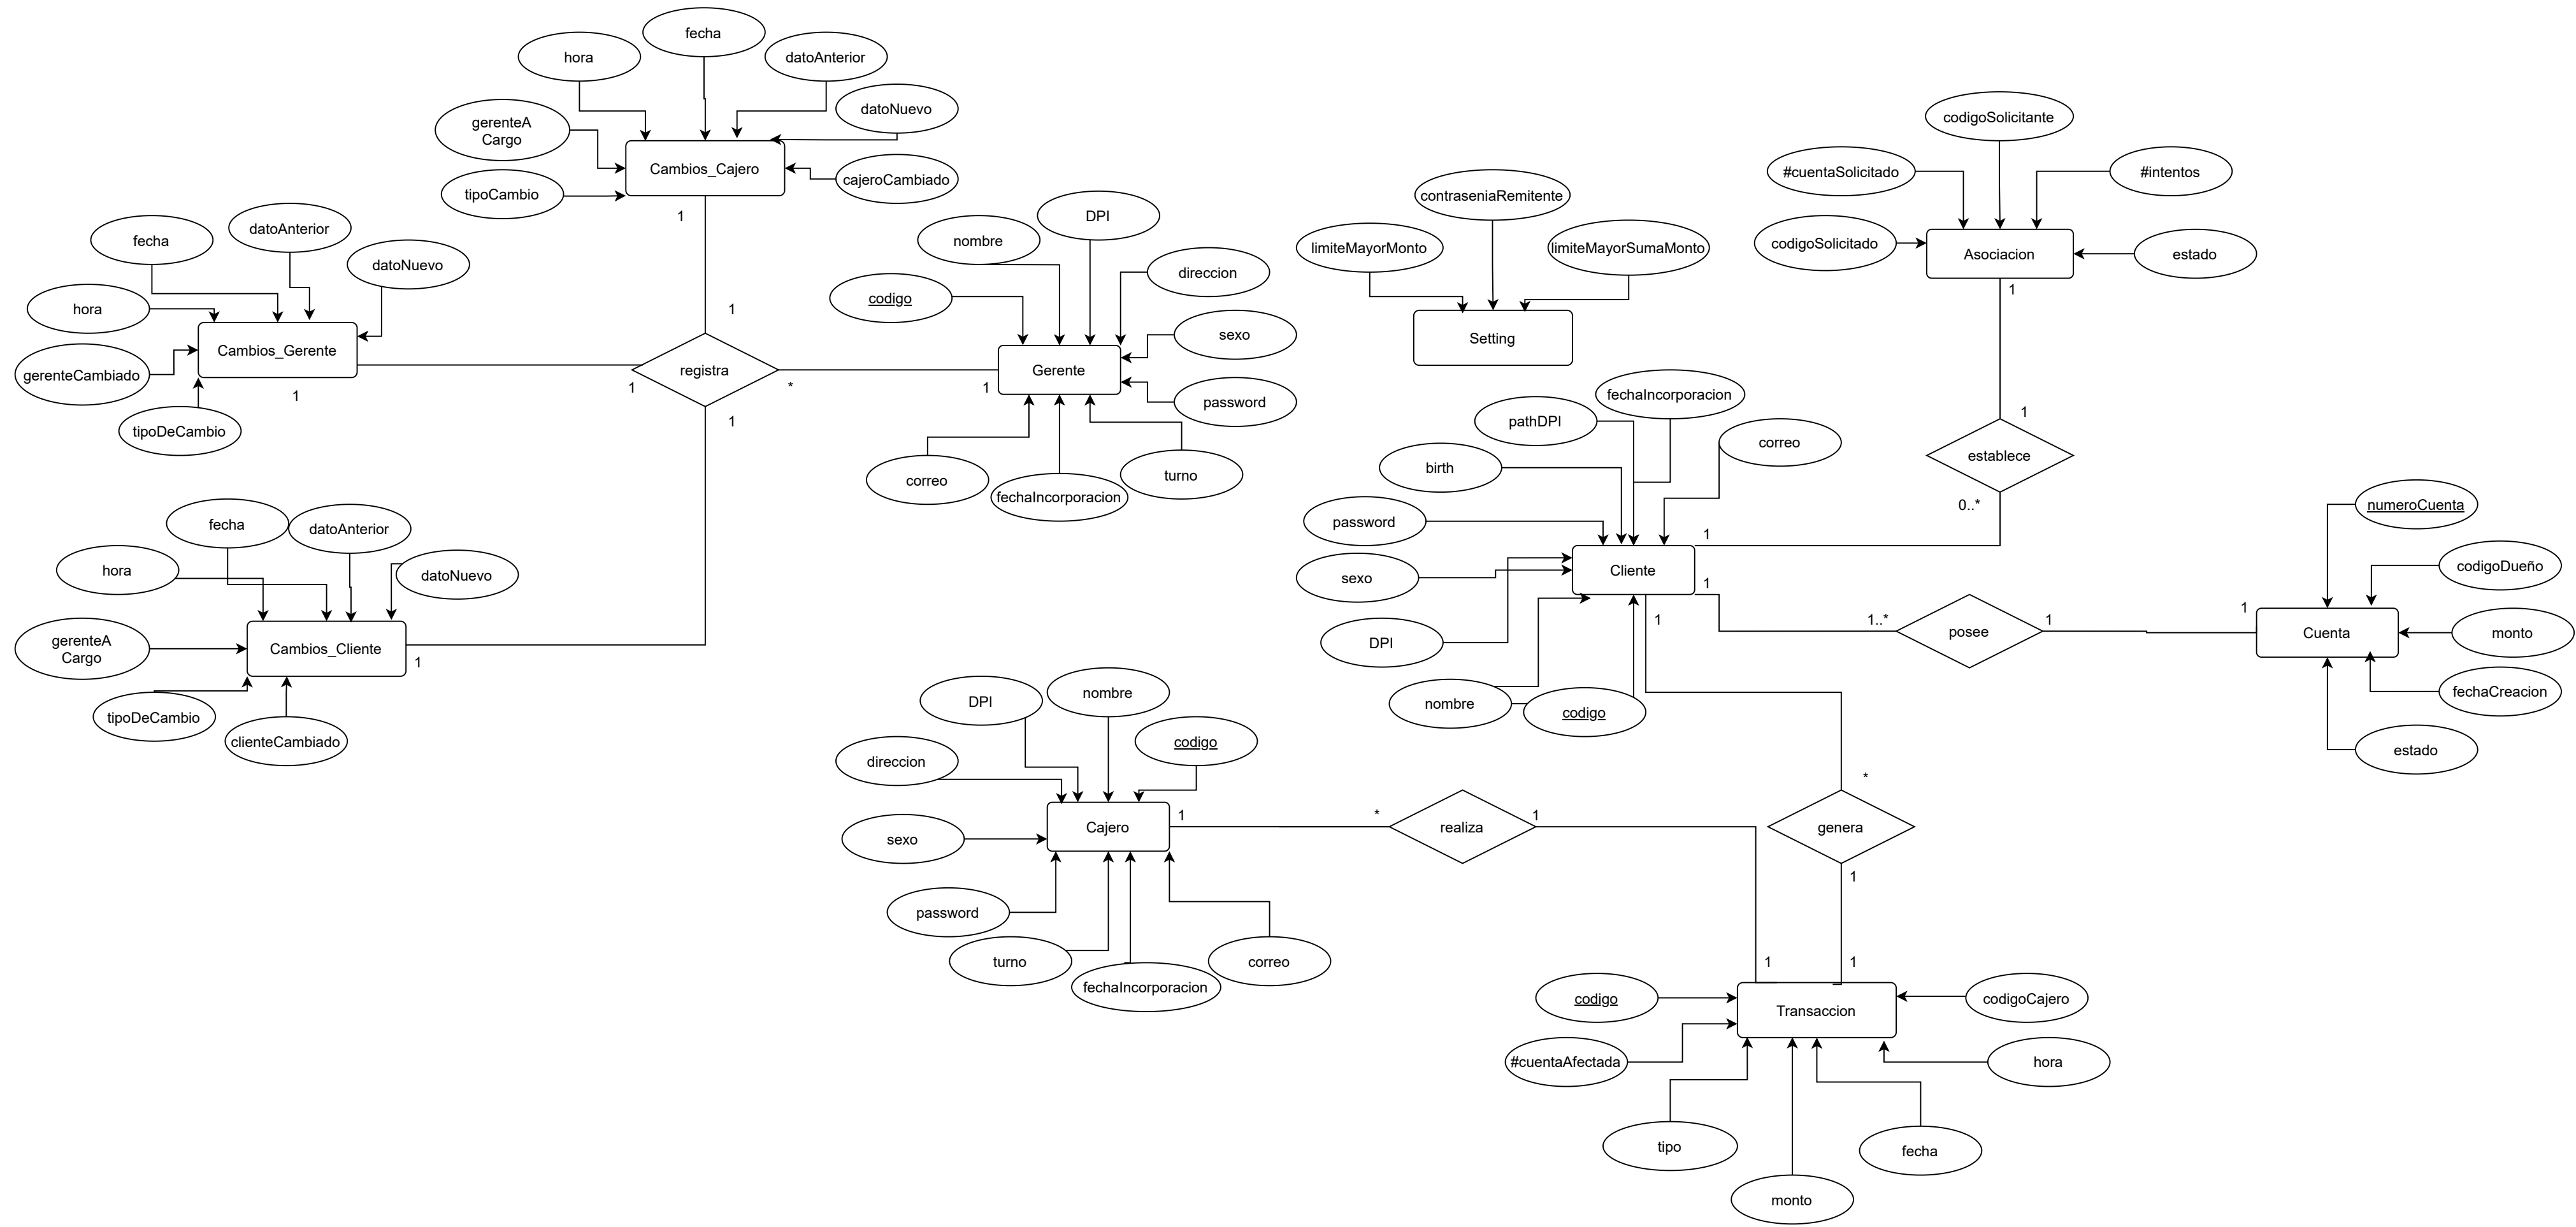 fecha
hora
datoAnterior
datoNuevo
gerenteA
Cargo
Cambios_Cajero
cajeroCambiado
tipoCambio
1
1
fecha
datoAnterior
datoNuevo
hora
Cambios_Gerente
gerenteCambiado
tipoDeCambio
1
1
registra
*
1
1
nombre
DPI
codigo
direccion
sexo
Gerente
password
correo
fechaIncorporacion
turno
fecha
datoAnterior
hora
datoNuevo
gerenteA
Cargo
Cambios_Cliente
1
tipoDeCambio
clienteCambiado
contraseniaRemitente
limiteMayorMonto
limiteMayorSumaMonto
Setting
codigoSolicitante
#cuentaSolicitado
#intentos
codigoSolicitado
Asociacion
estado
1
1
establece
0..*
fechaIncorporacion
pathDPI
correo
birth
password
1
sexo
Cliente
1
DPI
1
nombre
codigo
1..*
posee
1
1
numeroCuenta
codigoDueño
Cuenta
monto
fechaCreacion
estado
DPI
nombre
codigo
direccion
Cajero
sexo
password
turno
fechaIncorporacion
correo
1
*
realiza
1
*
genera
1
1
1
codigo
Transaccion
codigoCajero
#cuentaAfectada
hora
tipo
fecha
monto